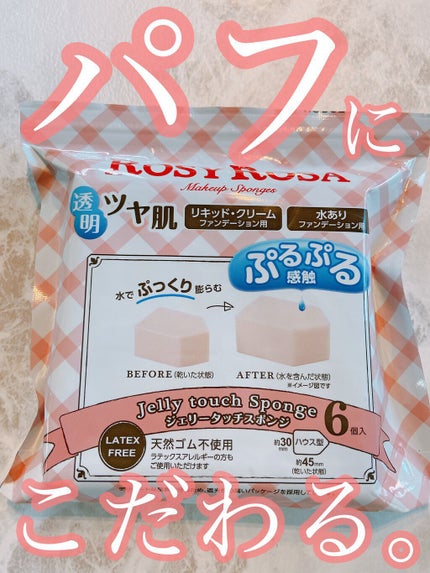 パフに
ROSY ROSA
Makeup Sponges
透明
ツヤ肌
リキッド・クリーム
ファンデーション用
水あり
ファンデーション用
ぷるぷる
感触
水でぷっくり膨らむ
BEFORE(乾いた状態)
AFTER(水を含んだ状態)
※イメージ図です
Jelly touch Sponge
ジェリータッチスポンジ
6個入
LATEX
FREE
天然ゴム不使用
ラテックスアレルギーの方も
ご使用いただけます
約30mm
ハウス型
約45mm
(乾いた状態)
こだわる。